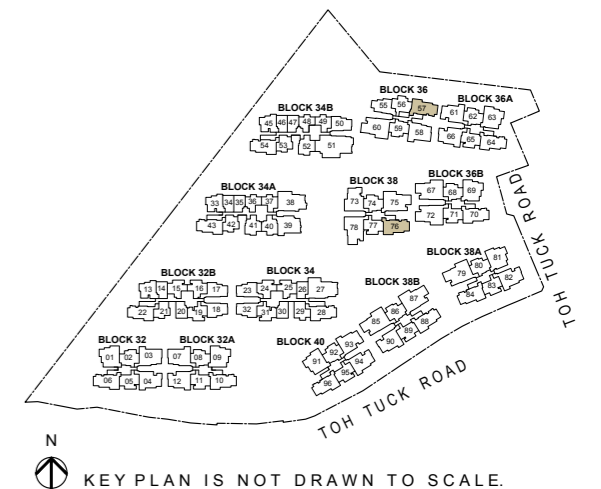 BLOCK 36
55 56 57
BLOCK 36A
61 62 63
60 59 58
66 65 64
BLOCK 34B
45 46 47 48 49 50
54 53 52 51
BLOCK 36B
67 68 69
72 71 70
BLOCK 38
73 74 75
78 77 76
BLOCK 34A
33 34 35 36 37 38
43 42 41 40 39
TOH TUCK ROAD
BLOCK 38A
79 80 81
84 83 82
BLOCK 32B
13 14 15 16 17
22 21 20 19 18
BLOCK 34
23 24 25 26 27
32 31 30 29 28
BLOCK 38B
85 86 87
90 89 88
BLOCK 32
01 02 03
06 05 04
BLOCK 32A
07 08 09
12 11 10
BLOCK 40
91 92 93
96 95 94
TOH TUCK ROAD
N
KEY PLAN IS NOT DRAWN TO SCALE.